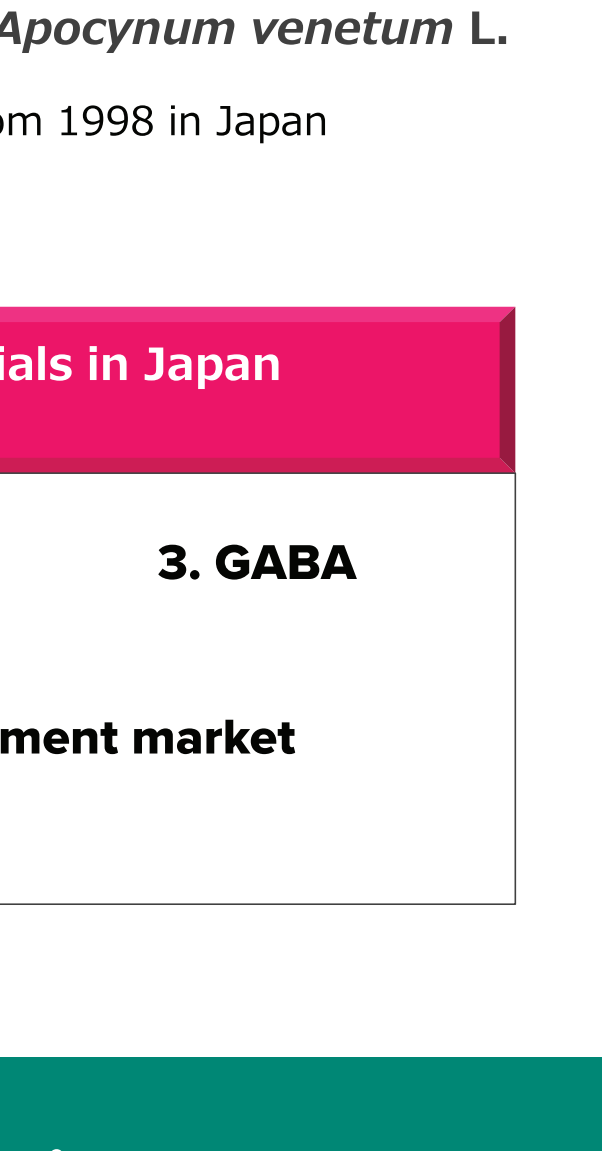 Apocynum venetum L.
om 1998 in Japan
ials in Japan
3. GABA
ment market